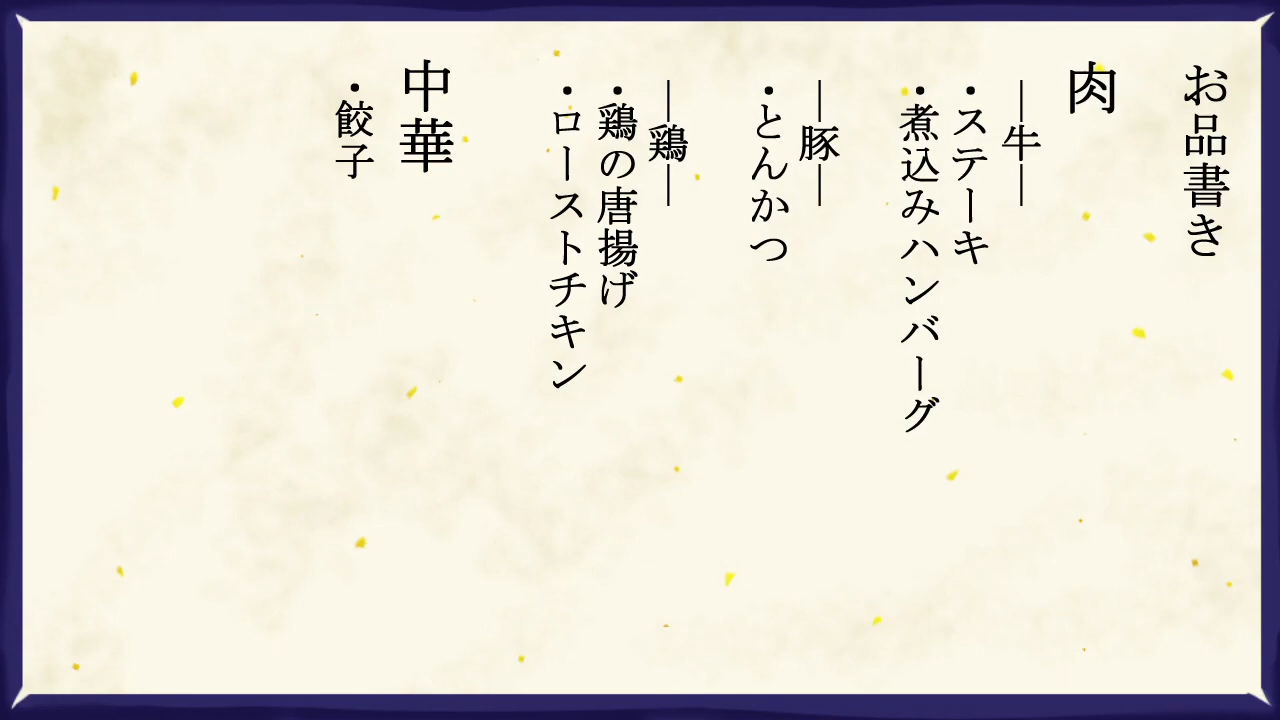 お品書き
肉
―牛―
・ステーキ
・煮込みハンバーグ
―豚―
・とんかつ
―鶏―
・鶏の唐揚げ
・ローストチキン
中華
・餃子